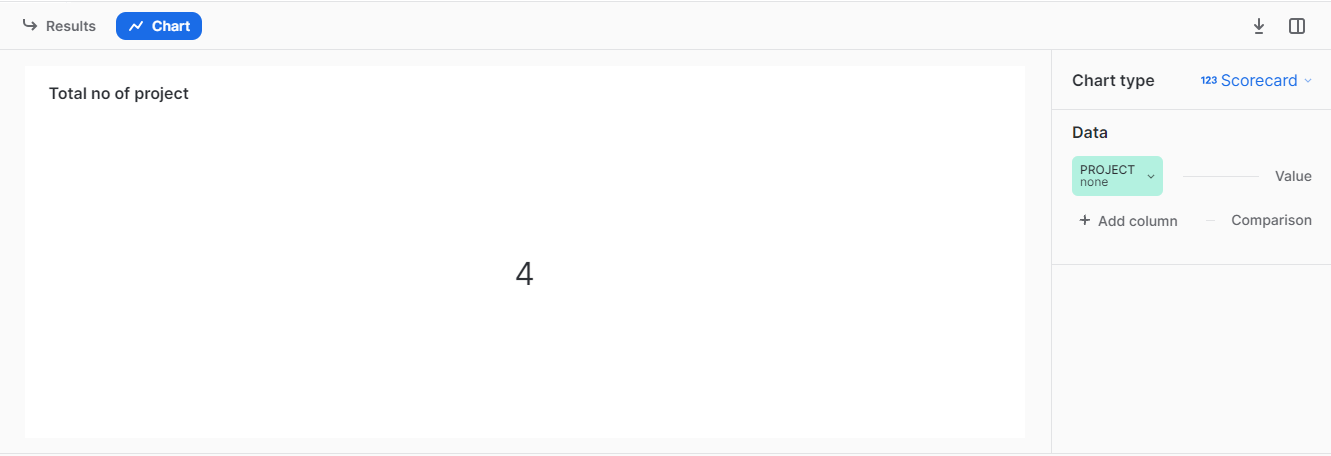 Results
Chart
Total no of project
4
Chart type
123 Scorecard
Data
PROJECT
none
Value
+ Add column
Comparison